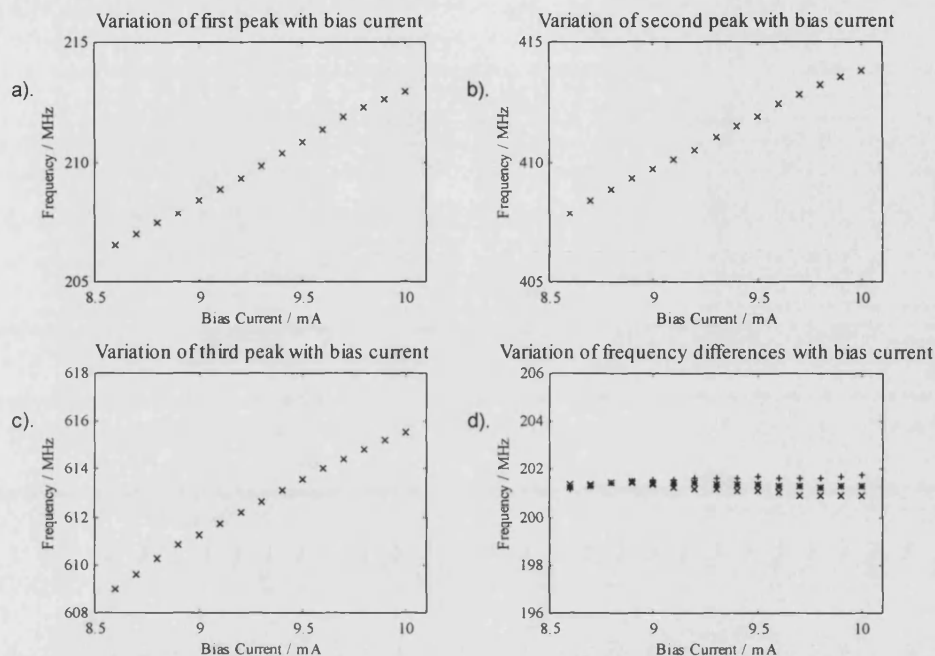 Variation of first peak with bias current
a).
Frequency / MHz
215
210
205
8.5
9
9.5
10
Bias Current / mA
Variation of second peak with bias current
b).
Frequency / MHz
415
410
405
8.5
9
9.5
10
Bias Current / mA
Variation of third peak with bias current
c).
Frequency / MHz
618
616
614
612
610
608
8.5
9
9.5
10
Bias Current / mA
Variation of frequency differences with bias current
d).
Frequency / MHz
206
204
202
200
198
196
8.5
9
9.5
10
Bias Current / mA